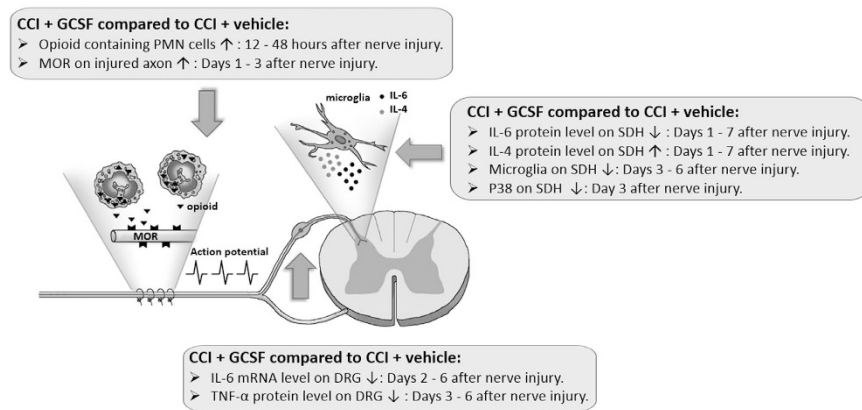 CCI + GCSF compared to CCI + vehicle:
➢ Opioid containing PMN cells ↑ : 12 - 48 hours after nerve injury.
➢ MOR on injured axon ↑ : Days 1 - 3 after nerve injury.
microglia
IL-6
IL-4
CCI + GCSF compared to CCI + vehicle:
➢ IL-6 protein level on SDH ↓ : Days 1 - 7 after nerve injury.
➢ IL-4 protein level on SDH ↑ : Days 1 - 7 after nerve injury.
➢ Microglia on SDH ↓ : Days 3 - 6 after nerve injury.
➢ P38 on SDH ↓ : Day 3 after nerve injury.
opioid
MOR
Action potential
CCI + GCSF compared to CCI + vehicle:
➢ IL-6 mRNA level on DRG ↓ : Days 2 - 6 after nerve injury.
➢ TNF-α protein level on DRG ↓ : Days 3 - 6 after nerve injury.